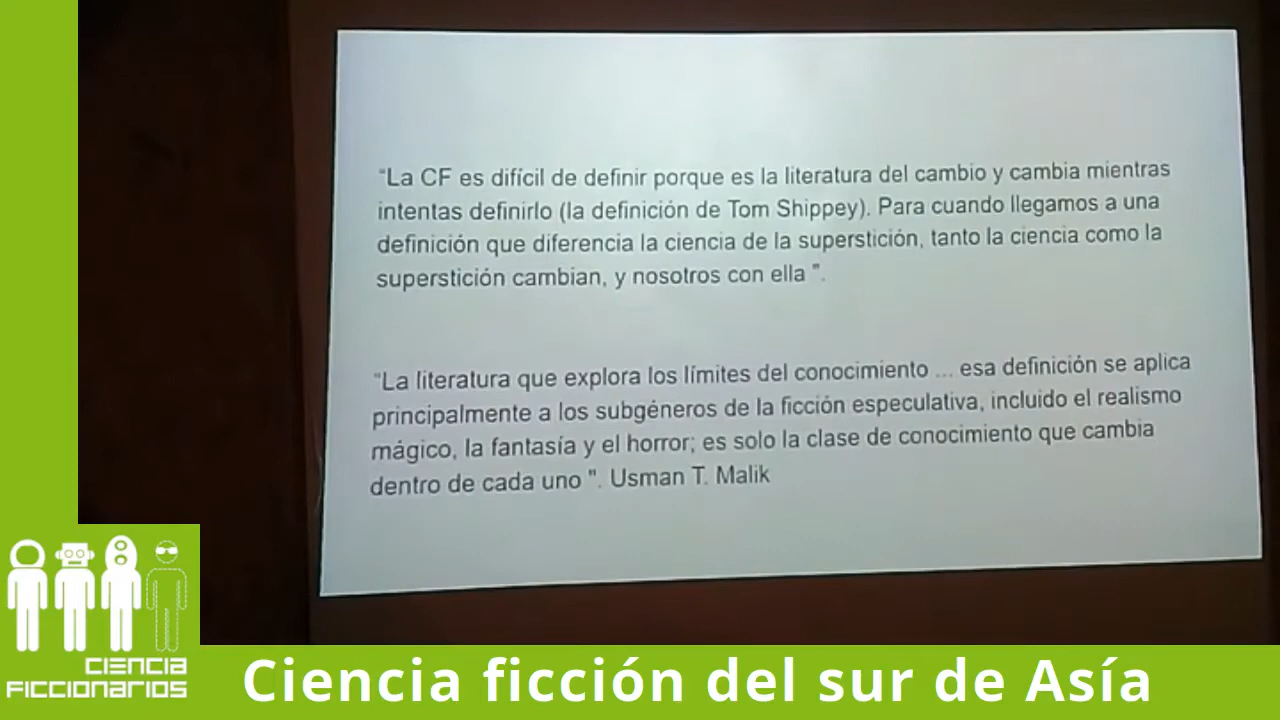 "La CF es difícil de definir porque es la literatura del cambio y cambia mientras
intentas definirlo (la definición de Tom Shippey). Para cuando llegamos a una
definición que diferencia la ciencia de la superstición, tanto la ciencia como la
superstición cambian, y nosotros con ella ".
"La literatura que explora los límites del conocimiento ... esa definición se aplica
principalmente a los subgéneros de la ficción especulativa, incluido el realismo
mágico, la fantasía y el horror; es solo la clase de conocimiento que cambia
dentro de cada uno ". Usman T. Malik
CIENCIA
FICCIONARIOS
Ciencia ficción del sur de Asía